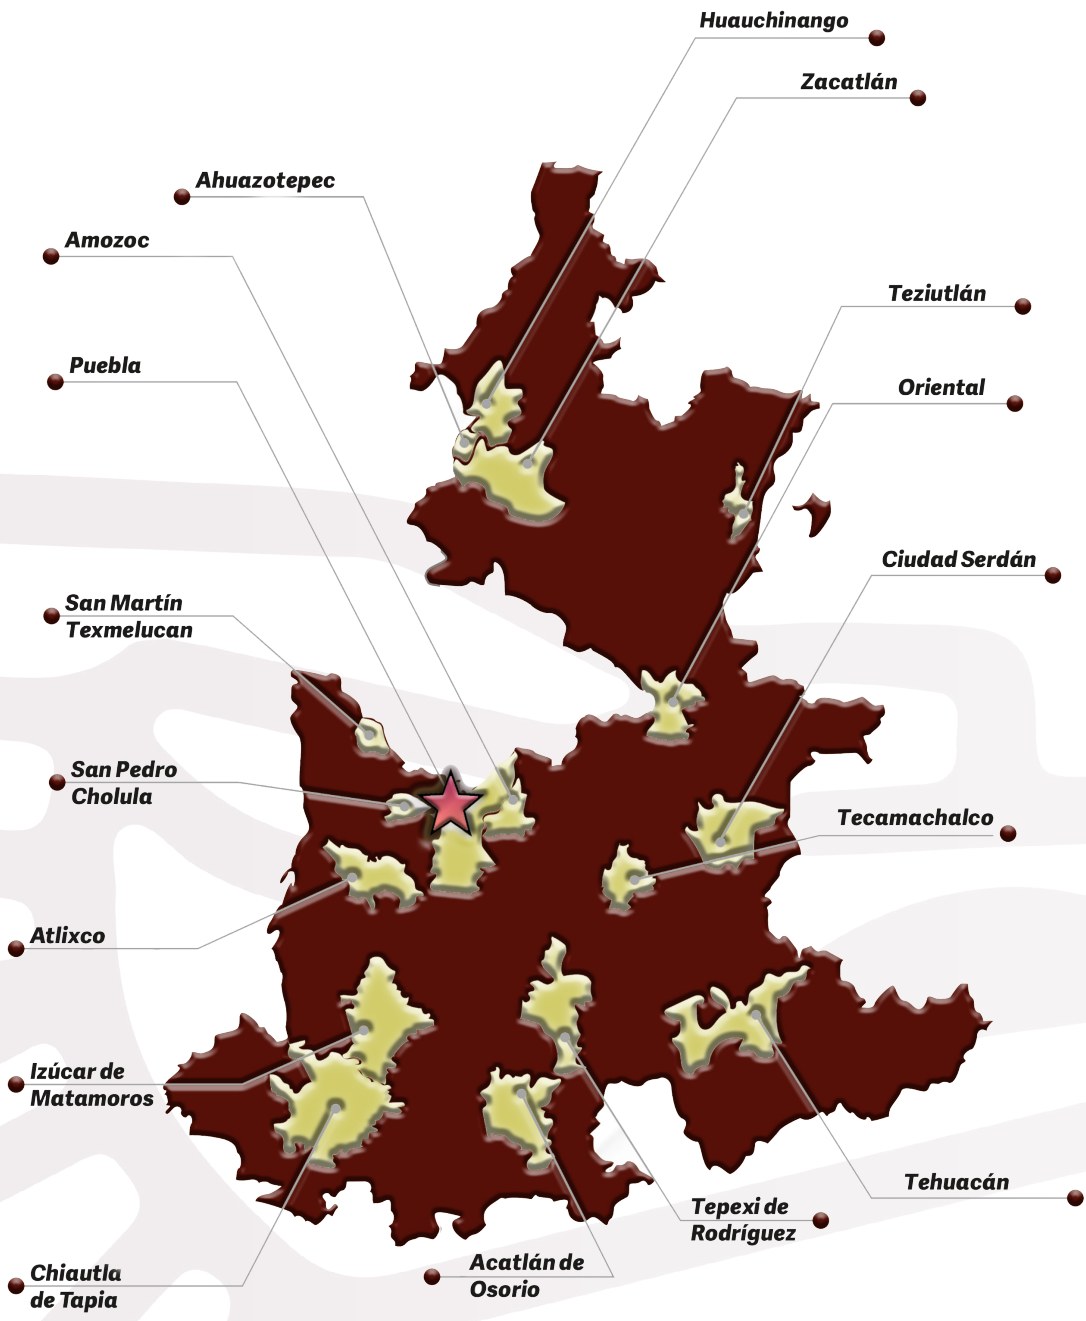 Huauchinango
Zacatlán
Ahuazotepec
Amozoc
Teziutlán
Puebla
Oriental
Ciudad Serdán
San Martín
Texmelucan
San Pedro
Cholula
Tecamachalco
Atlixco
Izúcar de
Matamoros
Tehuacán
Tepexi de
Rodríguez
Acatlán de
Osorio
Chiautla
de Tapia